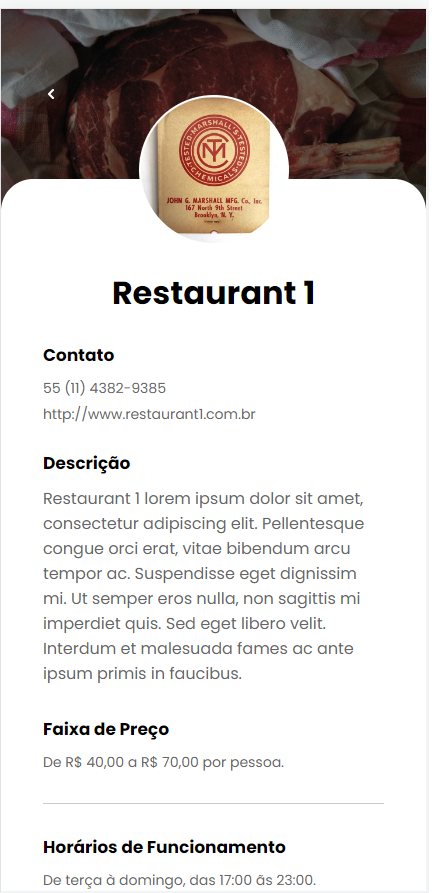 MARSHALL'S TESTED
CHEMICALS TESTED
JOHN G. MARSHALL MFG. Co., Inc.
167 North 9th Street
Brooklyn, N. Y.
Restaurant 1
Contato
55 (11) 4382-9385
http://www.restaurant1.com.br
Descrição
Restaurant 1 lorem ipsum dolor sit amet,
consectetur adipiscing elit. Pellentesque
congue orci erat, vitae bibendum arcu
tempor ac. Suspendisse eget dignissim
mi. Ut semper eros nulla, non sagittis mi
imperdiet quis. Sed eget libero velit.
Interdum et malesuada fames ac ante
ipsum primis in faucibus.
Faixa de Preço
De R$ 40,00 a R$ 70,00 por pessoa.
Horários de Funcionamento
De terça à domingo, das 17:00 ãs 23:00.